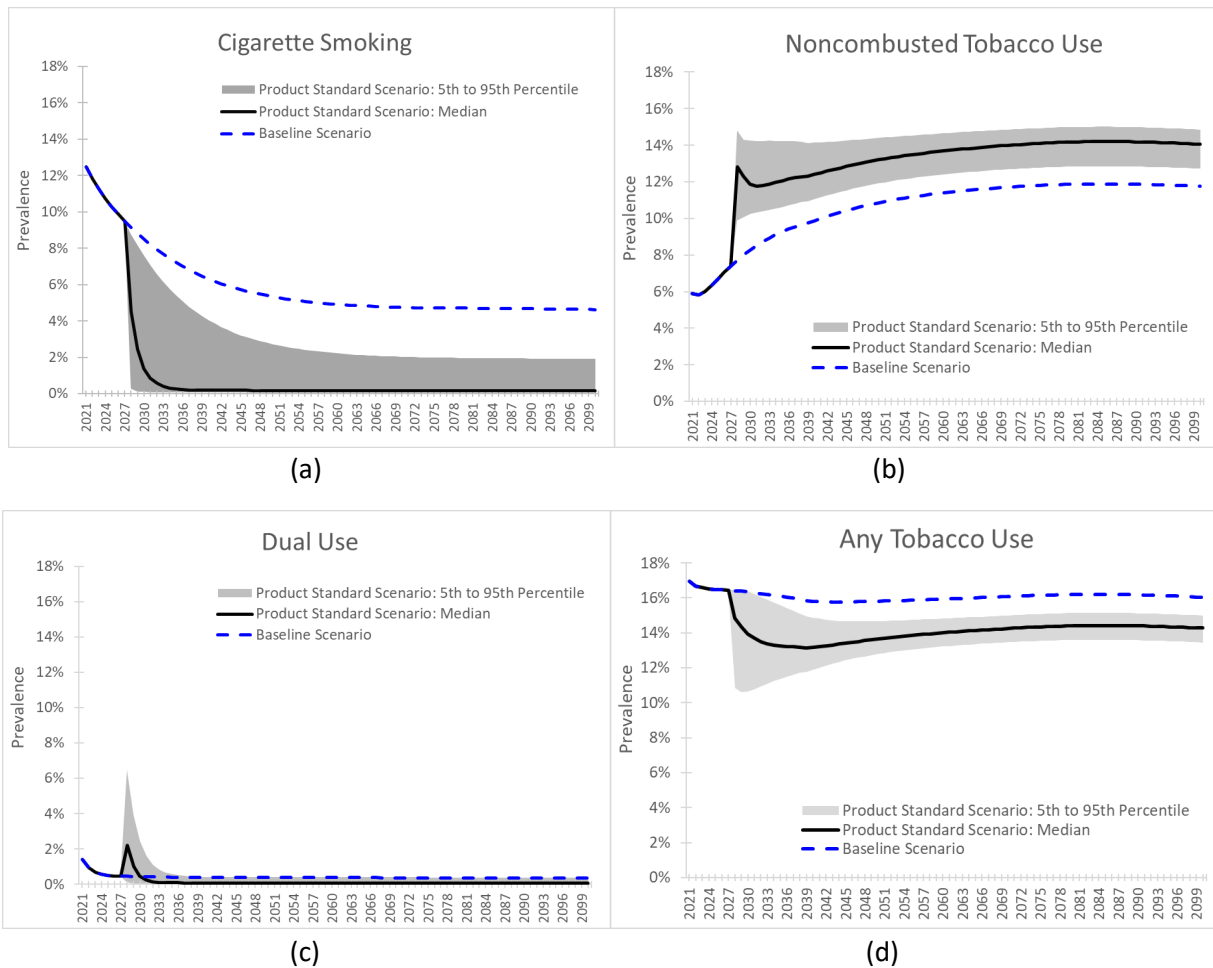 Cigarette Smoking
18%
16%
14%
12%
10%
8%
6%
4%
2%
0%
Prevalence
Product Standard Scenario: 5th to 95th Percentile
Product Standard Scenario: Median
Baseline Scenario
2021 2024 2027 2030 2033 2036 2039 2042 2045 2048 2051 2054 2057 2060 2063 2066 2069 2072 2075 2078 2081 2084 2087 2090 2093 2096 2099
(a)
Noncombusted Tobacco Use
18%
16%
14%
12%
10%
8%
6%
4%
2%
0%
Prevalence
Product Standard Scenario: 5th to 95th Percentile
Product Standard Scenario: Median
Baseline Scenario
2021 2024 2027 2030 2033 2036 2039 2042 2045 2048 2051 2054 2057 2060 2063 2066 2069 2072 2075 2078 2081 2084 2087 2090 2093 2096 2099
(b)
Dual Use
18%
16%
14%
12%
10%
8%
6%
4%
2%
0%
Prevalence
Product Standard Scenario: 5th to 95th Percentile
Product Standard Scenario: Median
Baseline Scenario
2021 2024 2027 2030 2033 2036 2039 2042 2045 2048 2051 2054 2057 2060 2063 2066 2069 2072 2075 2078 2081 2084 2087 2090 2093 2096 2099
(c)
Any Tobacco Use
18%
16%
14%
12%
10%
8%
6%
4%
2%
0%
Prevalence
Product Standard Scenario: 5th to 95th Percentile
Product Standard Scenario: Median
Baseline Scenario
2021 2024 2027 2030 2033 2036 2039 2042 2045 2048 2051 2054 2057 2060 2063 2066 2069 2072 2075 2078 2081 2084 2087 2090 2093 2096 2099
(d)